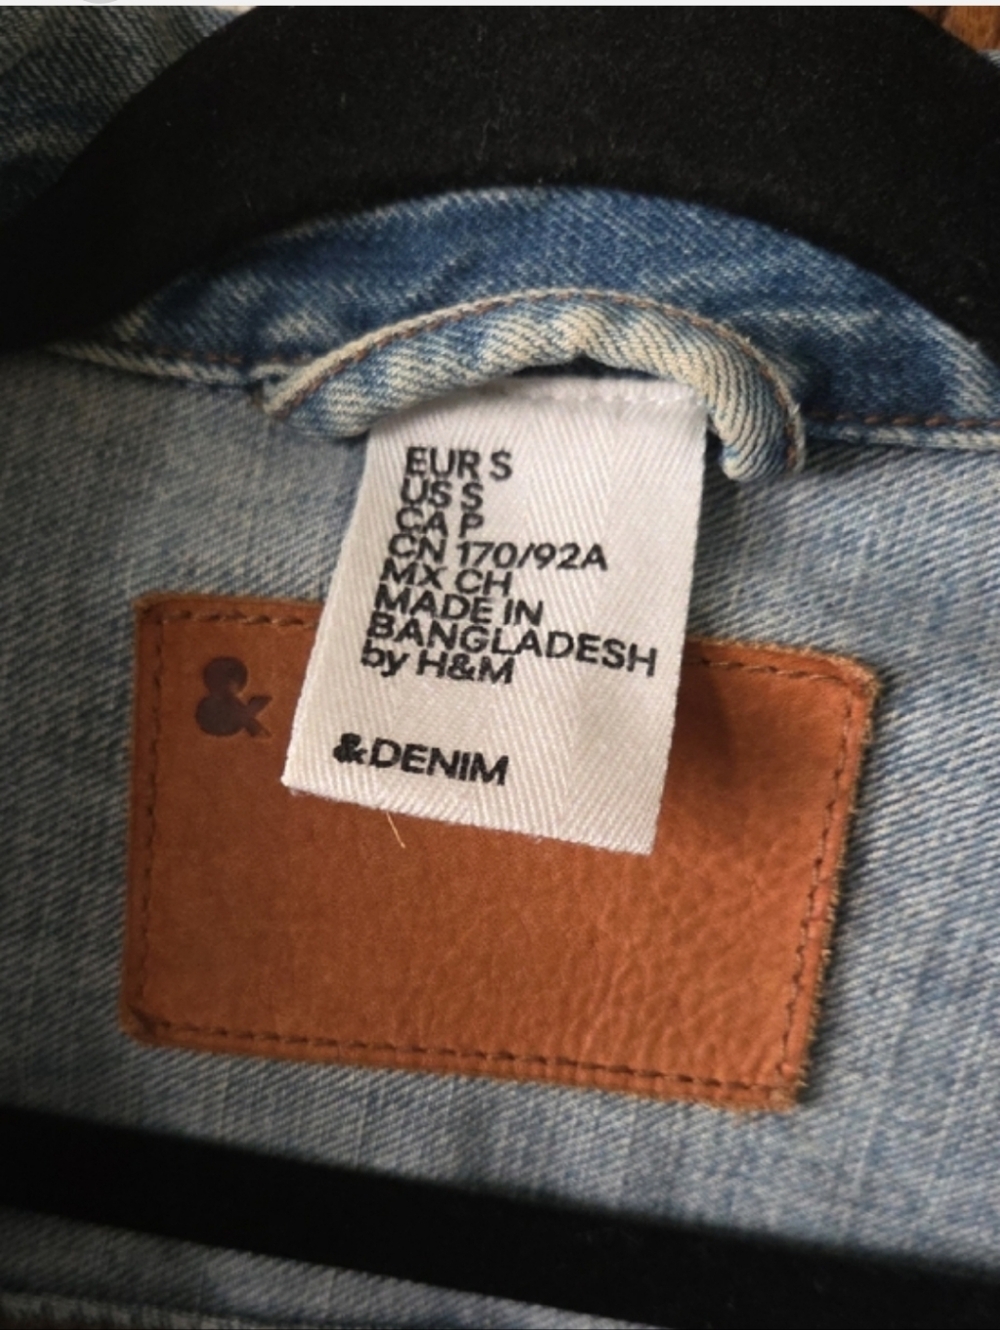 EUR S
US S
CA P
CN 170/92A
MX CH
MADE IN
BANGLADESH
by H&M
&DENIM
&